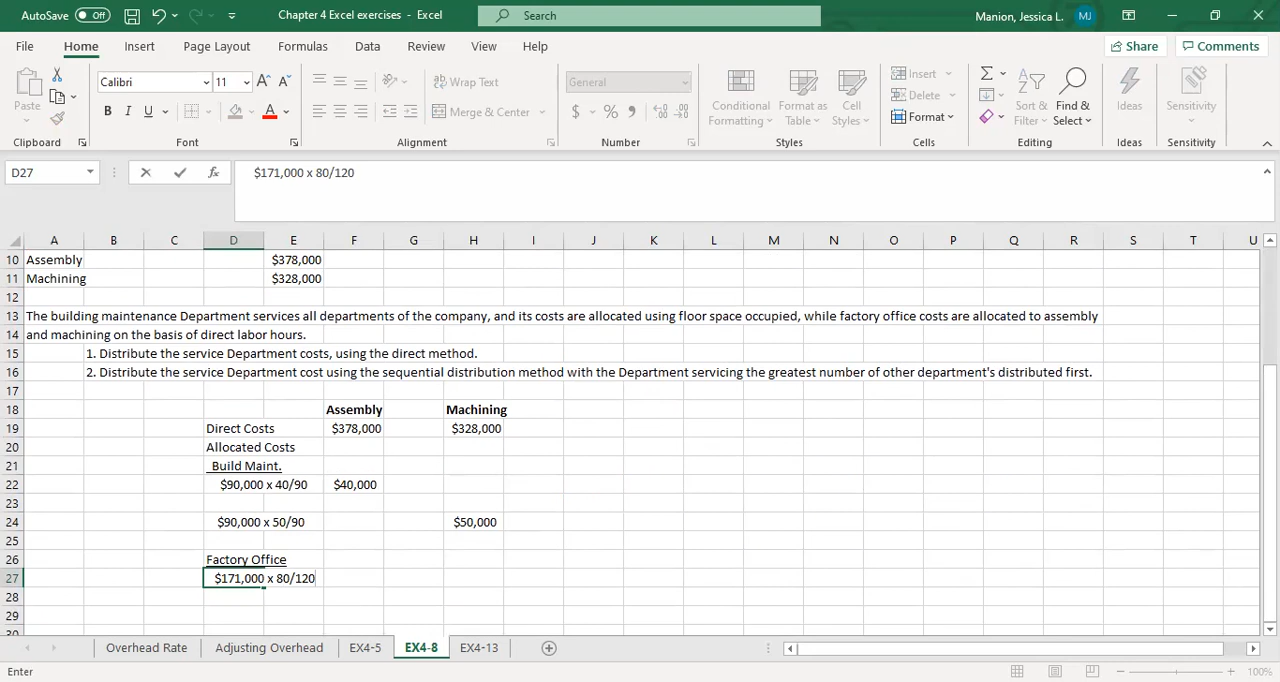 AutoSave Off Chapter 4 Excel exercises - Excel Search Manion, Jessica L. MJ
File Home Insert Page Layout Formulas Data Review View Help Share Comments
Paste Calibri 11 A A Wrap Text General Conditional Formatting Format as Table Cell Styles Insert Delete Format Sort & Filter Find & Select Ideas Sensitivity
B I U A Merge & Center $ % 9
Clipboard Font Alignment Number Styles Cells Editing Ideas Sensitivity
D27 fx $171,000 x 80/120
A B C D E F G H I J K L M N O P Q R S T U
10 Assembly $378,000
11 Machining $328,000
12
13 The building maintenance Department services all departments of the company, and its costs are allocated using floor space occupied, while factory office costs are allocated to assembly
14 and machining on the basis of direct labor hours.
15 1. Distribute the service Department costs, using the direct method.
16 2. Distribute the service Department cost using the sequential distribution method with the Department servicing the greatest number of other department's distributed first.
17
18 Assembly Machining
19 Direct Costs $378,000 $328,000
20 Allocated Costs
21 Build Maint.
22 $90,000 x 40/90 $40,000
23
24 $90,000 x 50/90 $50,000
25
26 Factory Office
27 $171,000 x 80/120
28
29
30
Overhead Rate Adjusting Overhead EX4-5 EX4-8 EX4-13
Enter 100%